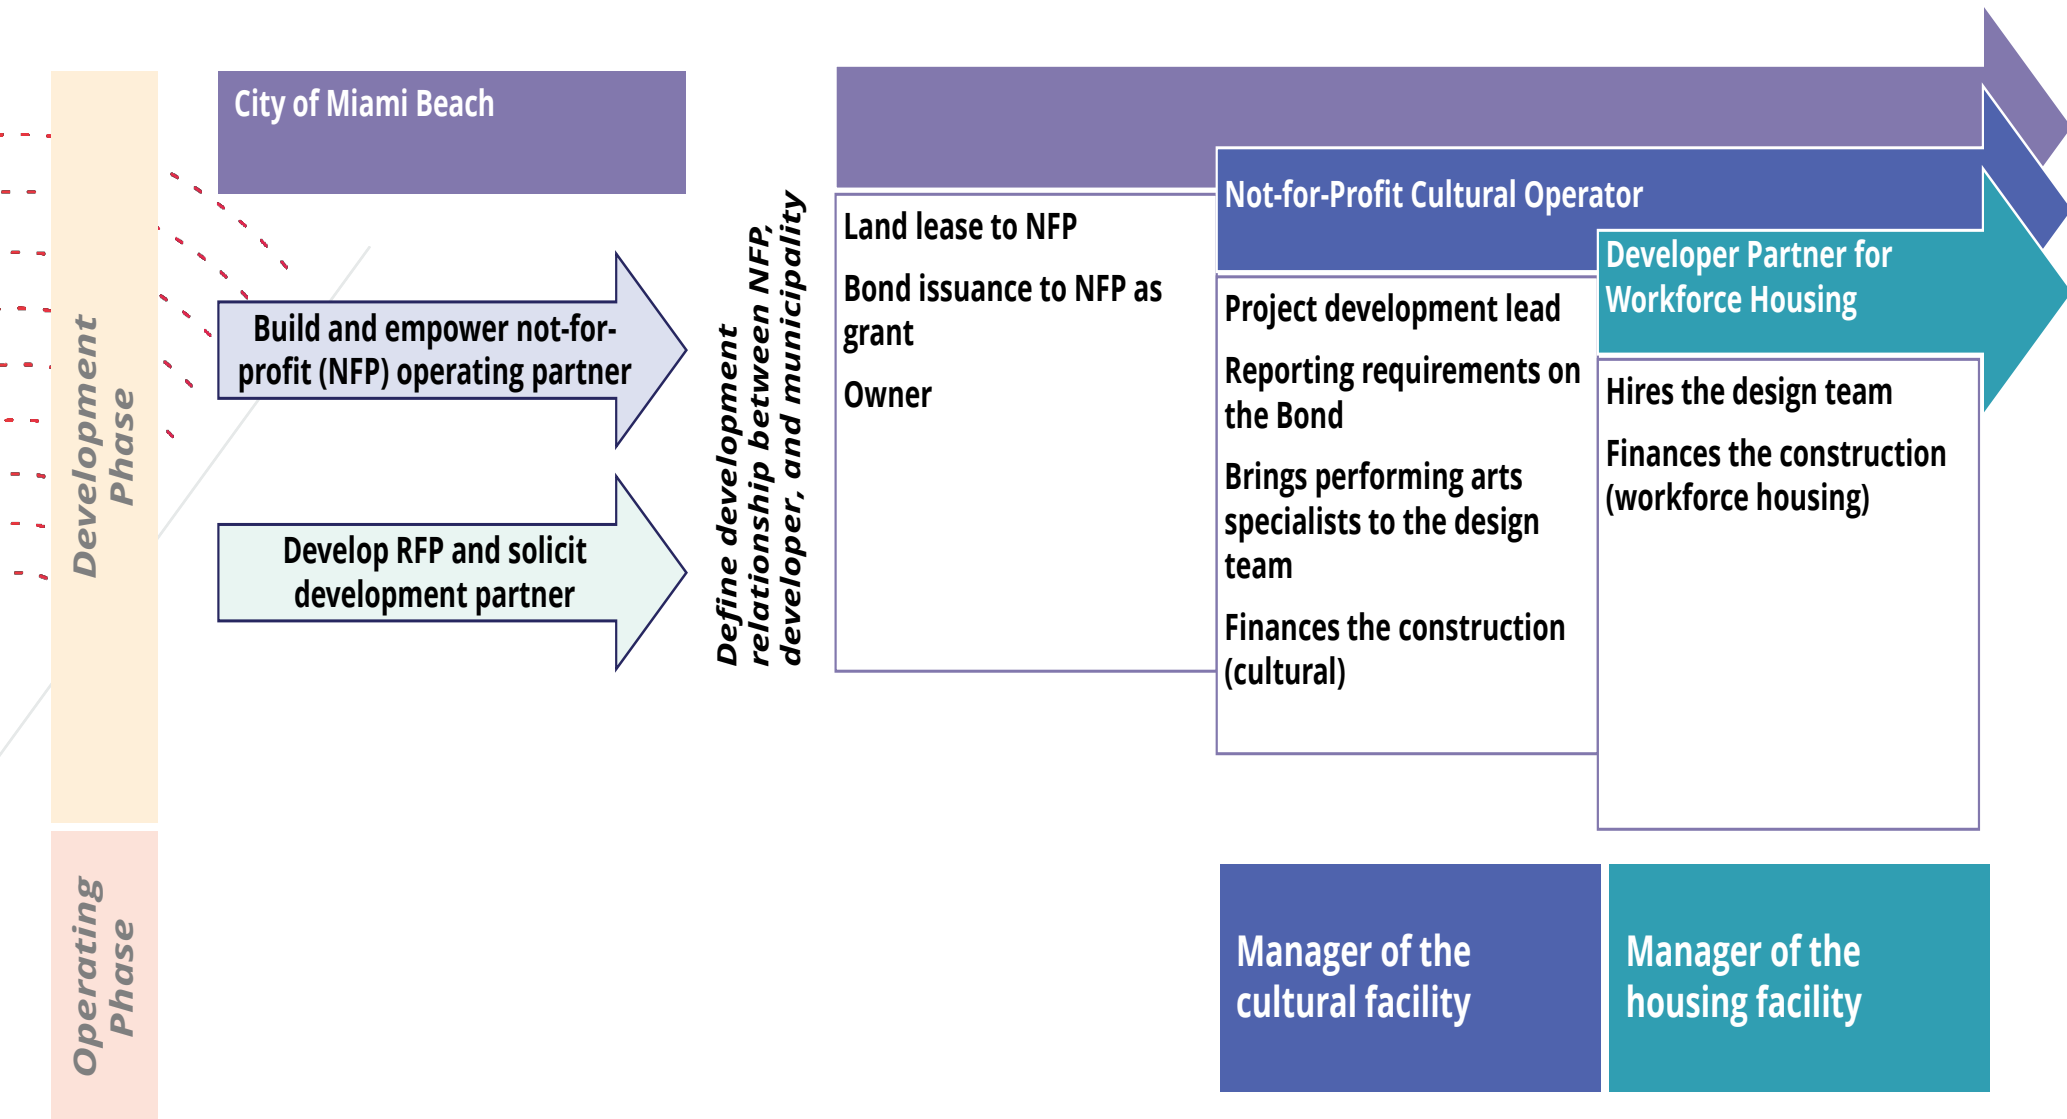 Development
Phase
City of Miami Beach
Build and empower not-for-
profit (NFP) operating partner
Develop RFP and solicit
development partner
Define development
relationship between NFP,
developer, and municipality
Land lease to NFP
Bond issuance to NFP as
grant
Owner
Not-for-Profit Cultural Operator
Project development lead
Reporting requirements on
the Bond
Brings performing arts
specialists to the design
team
Finances the construction
(cultural)
Developer Partner for
Workforce Housing
Hires the design team
Finances the construction
(workforce housing)
Operating
Phase
Manager of the
cultural facility
Manager of the
housing facility